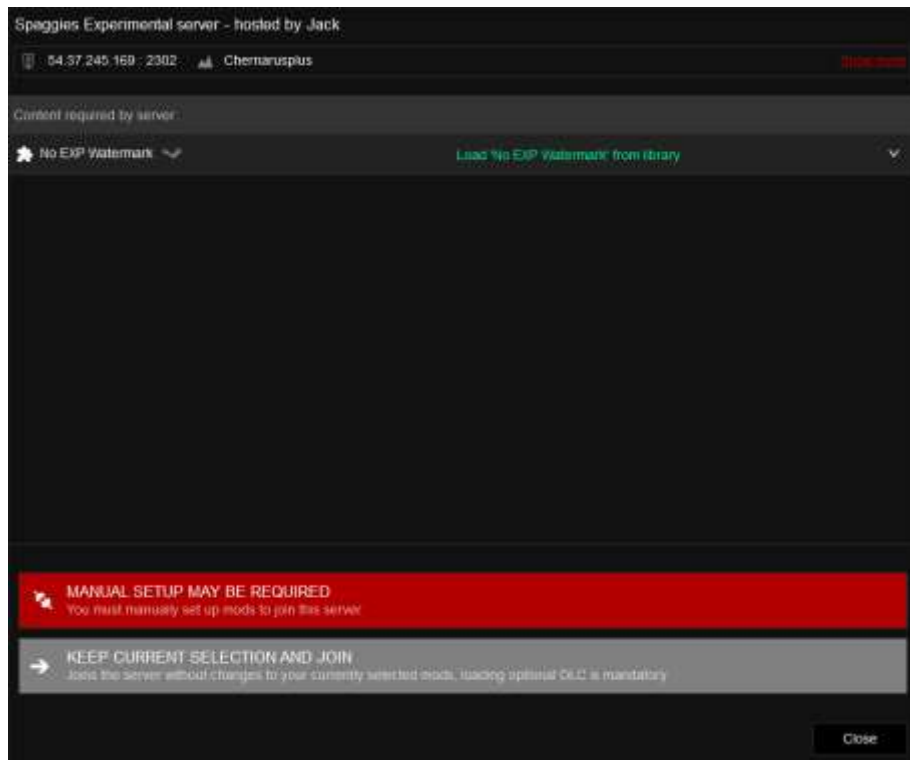 Spaggies Experimental server - hosted by Jack
54.37.245.169 : 2302 Chernarusplus
Show more
Content required by server
No EXP Watermark Load 'No EXP Watermark' from library
MANUAL SETUP MAY BE REQUIRED
You must manually set up mods to join this server
KEEP CURRENT SELECTION AND JOIN
Joins the server without changes to your currently selected mods, loading optional DLC is mandatory
Close